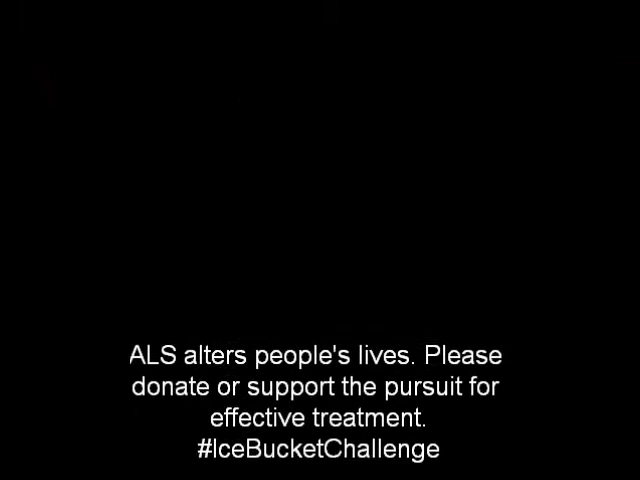 ALS alters people's lives. Please
donate or support the pursuit for
effective treatment.
#IceBucketChallenge